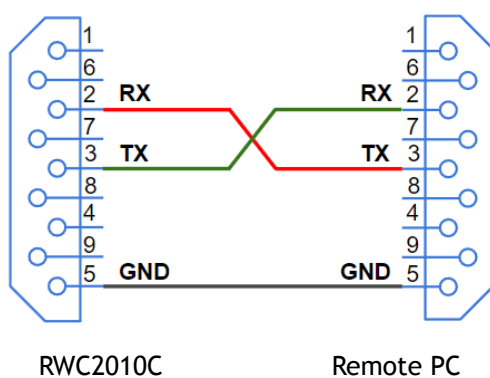 1 1
6 6
2 RX RX 2
7 7
3 TX TX 3
8 8
4 4
9 9
5 GND GND 5
RWC2010C Remote PC